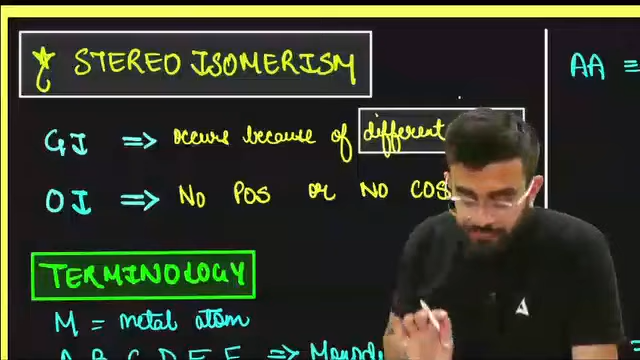 STEREO ISOMERISM
AA ≡
GI => occurs because of different
OI => No POS or NO COS
TERMINOLOGY
M = metal atom
A B C D E F =>